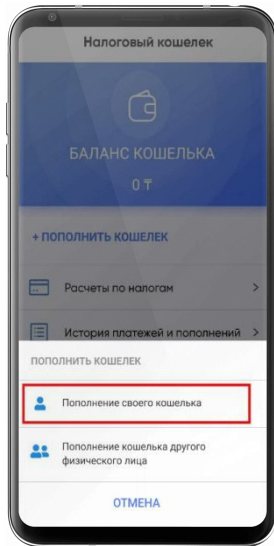 Налоговый кошелек
БАЛАНС КОШЕЛЬКА
0 ₸
+ ПОПОЛНИТЬ КОШЕЛЕК
Расчеты по налогам
История платежей и пополнений
ПОПОЛНИТЬ КОШЕЛЕК
Пополнение своего кошелька
Пополнение кошелька другого
физического лица
ОТМЕНА